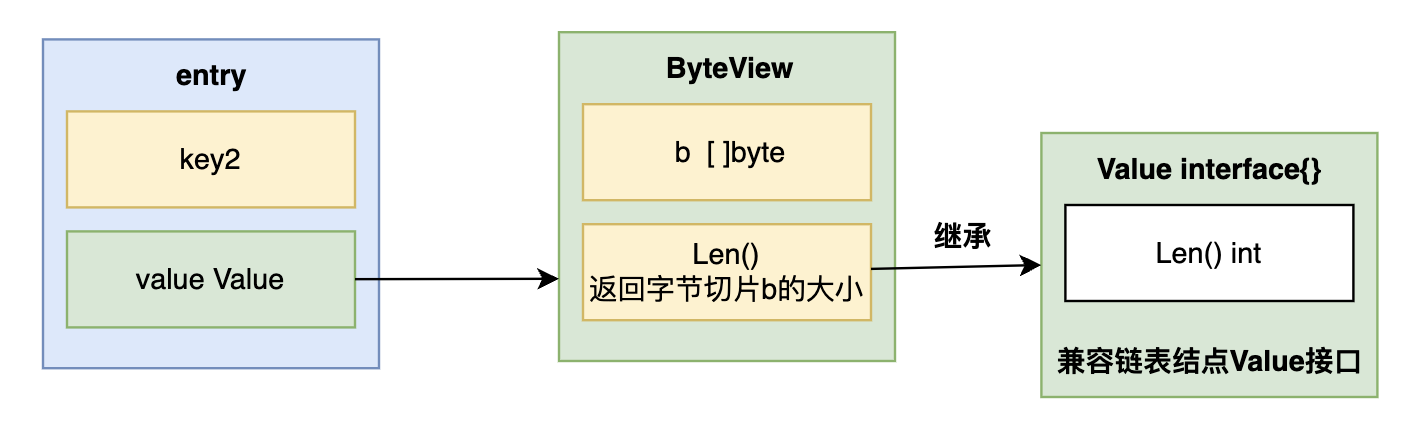 entry
key2
value Value
ByteView
b [ ]byte
Len()
返回字节切片b的大小
继承
Value interface{}
Len() int
兼容链表结点Value接口